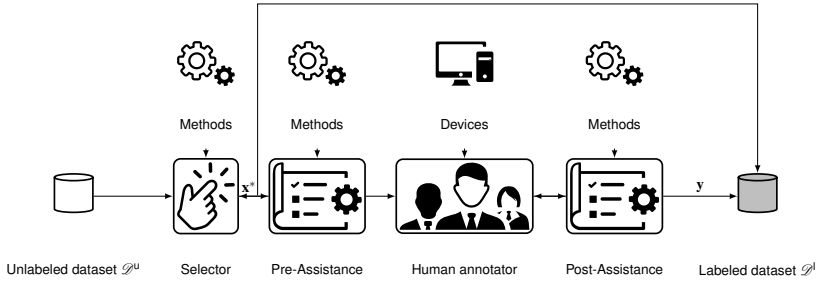 Methods Methods Devices Methods
x* y
Unlabeled dataset 𝒟ᵘ Selector Pre-Assistance Human annotator Post-Assistance Labeled dataset 𝒟ˡ